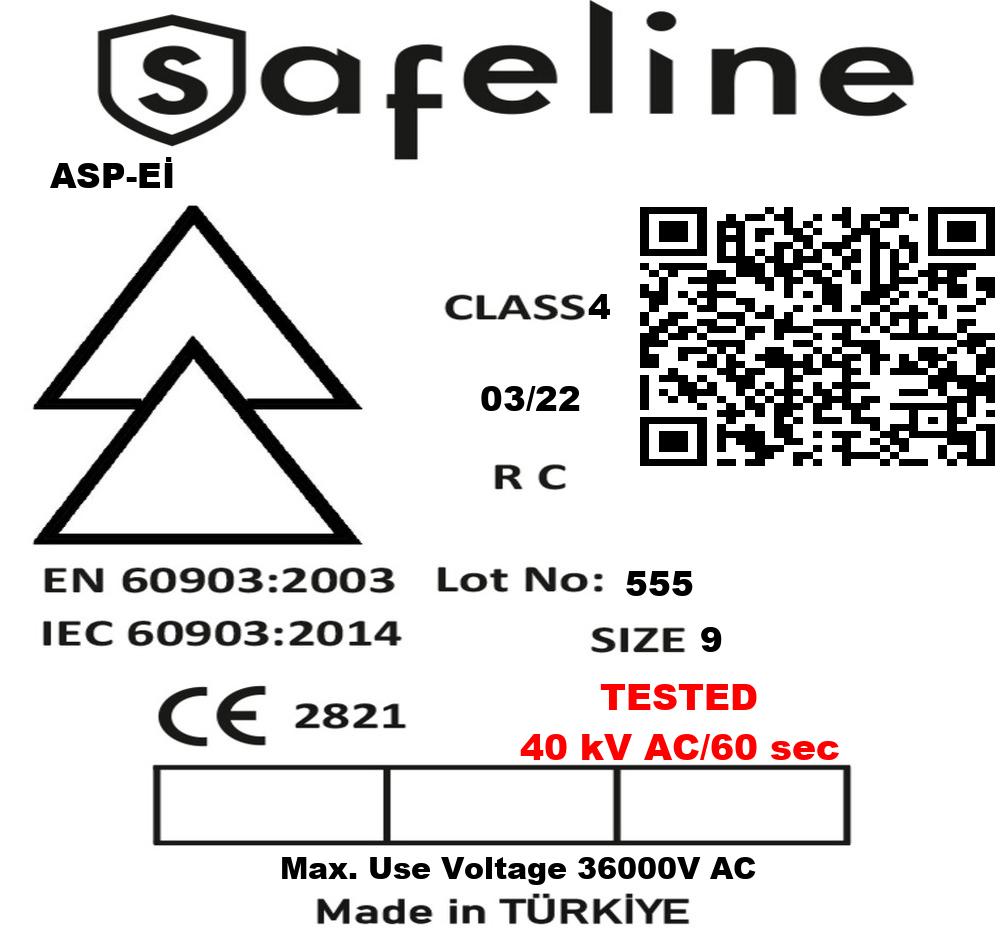 safeline
ASP-Eİ
CLASS4
03/22
R C
EN 60903:2003
Lot No: 555
IEC 60903:2014
SIZE 9
TESTED
CE 2821
40 kV AC/60 sec
Max. Use Voltage 36000V AC
Made in TÜRKİYE